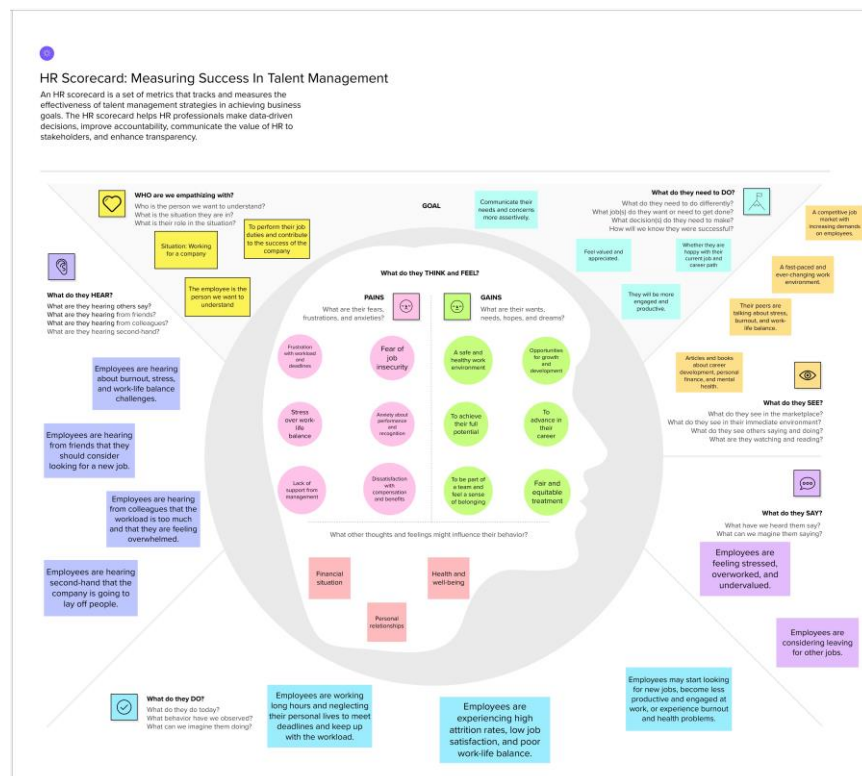 HR Scorecard: Measuring Success In Talent Management
An HR scorecard is a set of metrics that tracks and measures the
effectiveness of talent management strategies in achieving business
goals. The HR scorecard helps HR professionals make data-driven
decisions, improve accountability, communicate the value of HR to
stakeholders, and enhance transparency.
WHO are we empathizing with?
Who is the person we want to understand?
What is the situation they are in?
What is their role in the situation?
Situation: Working
for a company
To perform their job
duties and contribute
to the success of the
company
The employee is the
person we want to
understand
GOAL
Communicate their
needs and concerns
more assertively.
What do they need to DO?
What do they need to do differently?
What job(s) do they want or need to get done?
What decision(s) do they need to make?
How will we know they were successful?
Feel valued and
appreciated.
Whether they are
happy with their
current job and
career path
They will be more
engaged and
productive.
A competitive job
market with
increasing demands
on employees.
A fast-paced and
ever-changing work
environment.
Their peers are
talking about stress,
burnout, and work-
life balance.
Articles and books
about career
development, personal
finance, and mental
health.
What do they SEE?
What do they see in the marketplace?
What do they see in their immediate environment?
What do they see others saying and doing?
What are they watching and reading?
What do they HEAR?
What are they hearing others say?
What are they hearing from friends?
What are they hearing from colleagues?
What are they hearing second-hand?
Employees are hearing
about burnout, stress,
and work-life balance
challenges.
Employees are hearing
from friends that they
should consider
looking for a new job.
Employees are hearing
from colleagues that the
workload is too much
and that they are feeling
overwhelmed.
Employees are hearing
second-hand that the
company is going to
lay off people.
What do they THINK and FEEL?
PAINS
What are their fears,
frustrations, and anxieties?
Frustration
with workload
and
deadlines
Fear of
job
insecurity
Stress
over work-
life
balance
Anxiety about
performance
and
recognition
Lack of
support from
management
Dissatisfaction
with
compensation
and benefits
GAINS
What are their wants,
needs, hopes, and dreams?
A safe and
healthy work
environment
Opportunities
for growth
and
development
To achieve
their full
potential
To
advance in
their
career
To be part of
a team and
feel a sense
of belonging
Fair and
equitable
treatment
What other thoughts and feelings might influence their behavior?
Financial
situation
Health and
well-being
Personal
relationships
What do they SAY?
What have we heard them say?
What can we magine them saying?
Employees are
feeling stressed,
overworked, and
undervalued.
Employees are
considering leaving
for other jobs.
What do they DO?
What do they do today?
What behavior have we observed?
What can we imagine them doing?
Employees are working
long hours and neglecting
their personal lives to meet
deadlines and keep up
with the workload.
Employees are
experiencing high
attrition rates, low job
satisfaction, and poor
work-life balance.
Employees may start looking
for new jobs, become less
productive and engaged at
work, or experience burnout
and health problems.